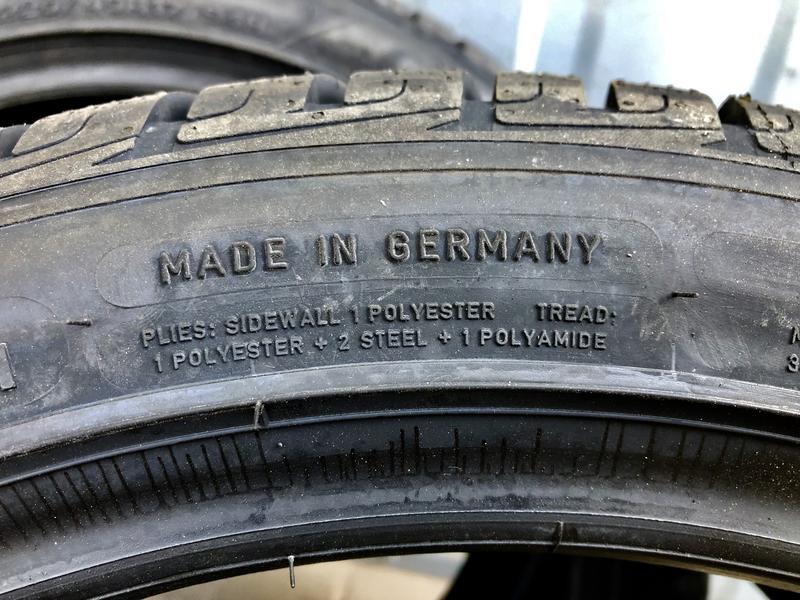 MADE IN GERMANY
PLIES: SIDEWALL 1 POLYESTER TREAD:
1 POLYESTER + 2 STEEL + 1 POLYAMIDE